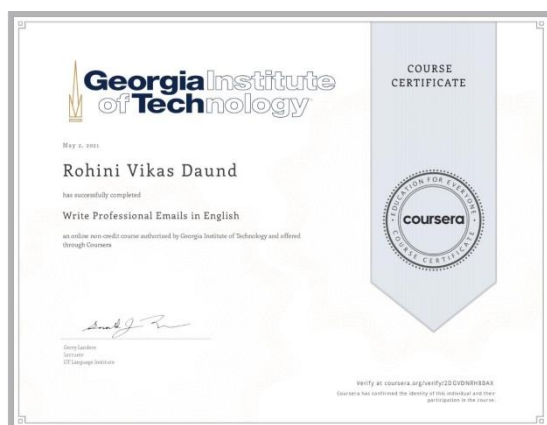 Georgia Institute
of Technology
COURSE
CERTIFICATE
May 2, 2021
Rohini Vikas Daund
has successfully completed
Write Professional Emails in English
an online non-credit course authorized by Georgia Institute of Technology and offered
through Coursera
EDUCATION FOR EVERYONE
coursera
COURSE CERTIFICATE
Lecturer
Language Institute
Verify at coursera.org/verify/
Coursera has confirmed the identity of this individual and their
participation in the course.